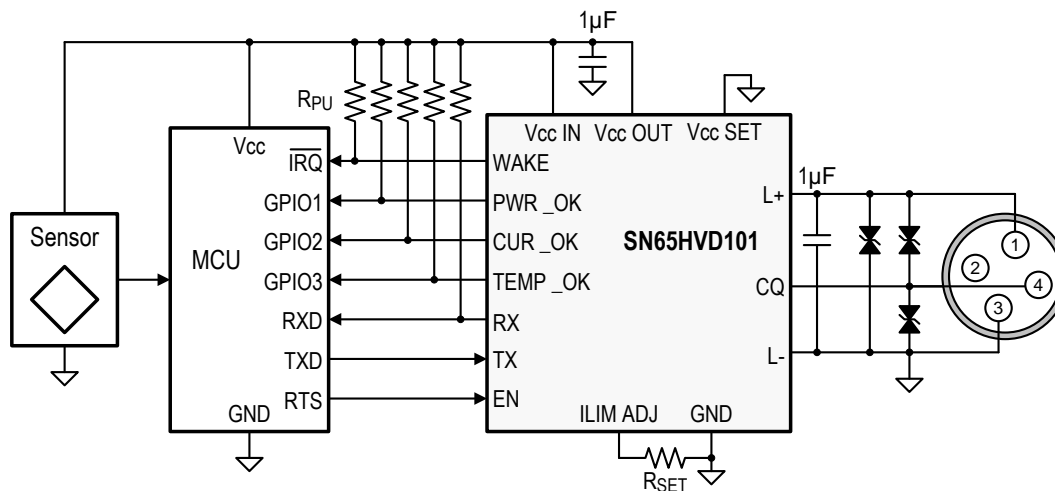 1µF
RPU
Vcc
Vcc IN
Vcc OUT
Vcc SET
IRQ
WAKE
1µF
L+
GPIO1
PWR _OK
Sensor
MCU
GPIO2
CUR _OK
SN65HVD101
1
2
GPIO3
TEMP _OK
CQ
4
3
RXD
RX
TXD
TX
L-
RTS
EN
GND
ILIM ADJ
GND
RSET